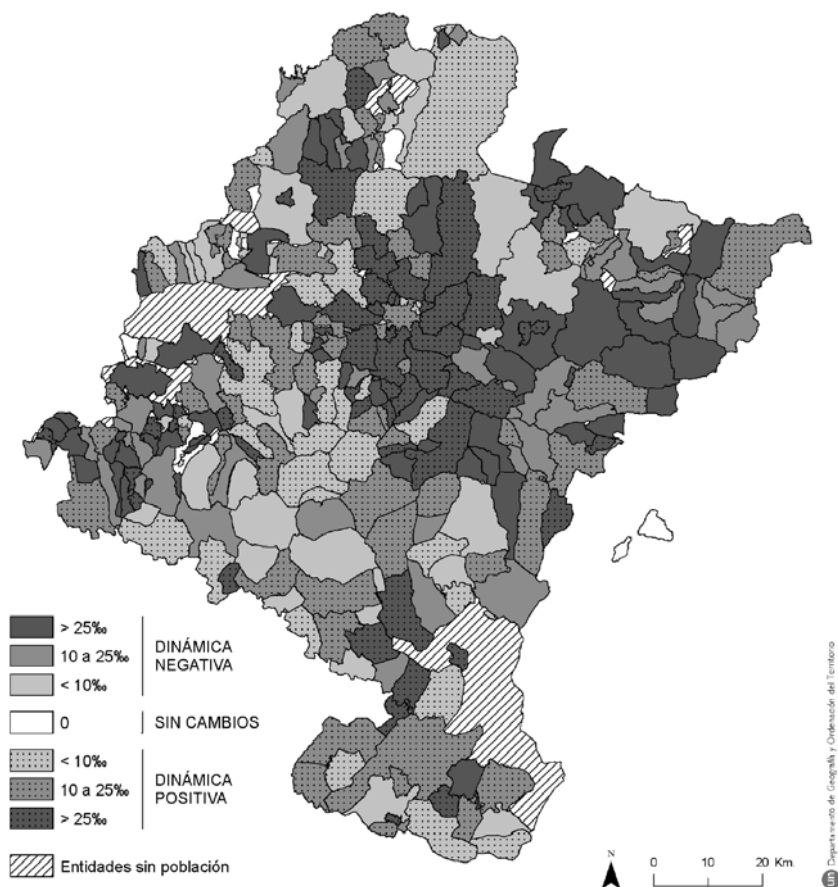 > 25‰
10 a 25‰
< 10‰
DINÁMICA
NEGATIVA
0
SIN CAMBIOS
< 10‰
10 a 25‰
> 25‰
DINÁMICA
POSITIVA
Entidades sin población
N
0 10 20 Km.
Departamento de Geografía y Ordenación del Territorio